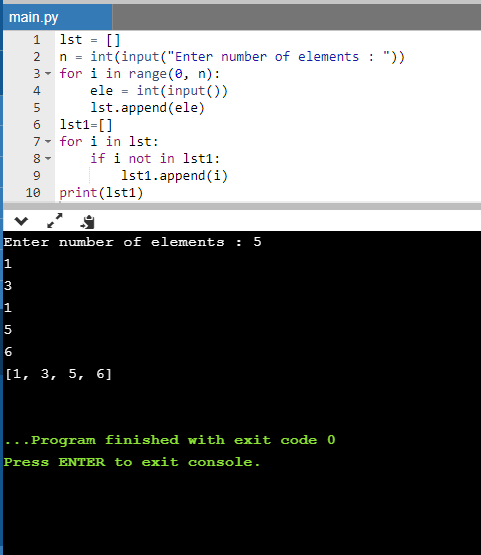 main.py
1 lst = []
2 n = int(input("Enter number of elements : "))
3 for i in range(0, n):
4     ele = int(input())
5     lst.append(ele)
6 lst1=[]
7 for i in lst:
8     if i not in lst1:
9         lst1.append(i)
10 print(lst1)
Enter number of elements : 5
1
3
1
5
6
[1, 3, 5, 6]
...Program finished with exit code 0
Press ENTER to exit console.